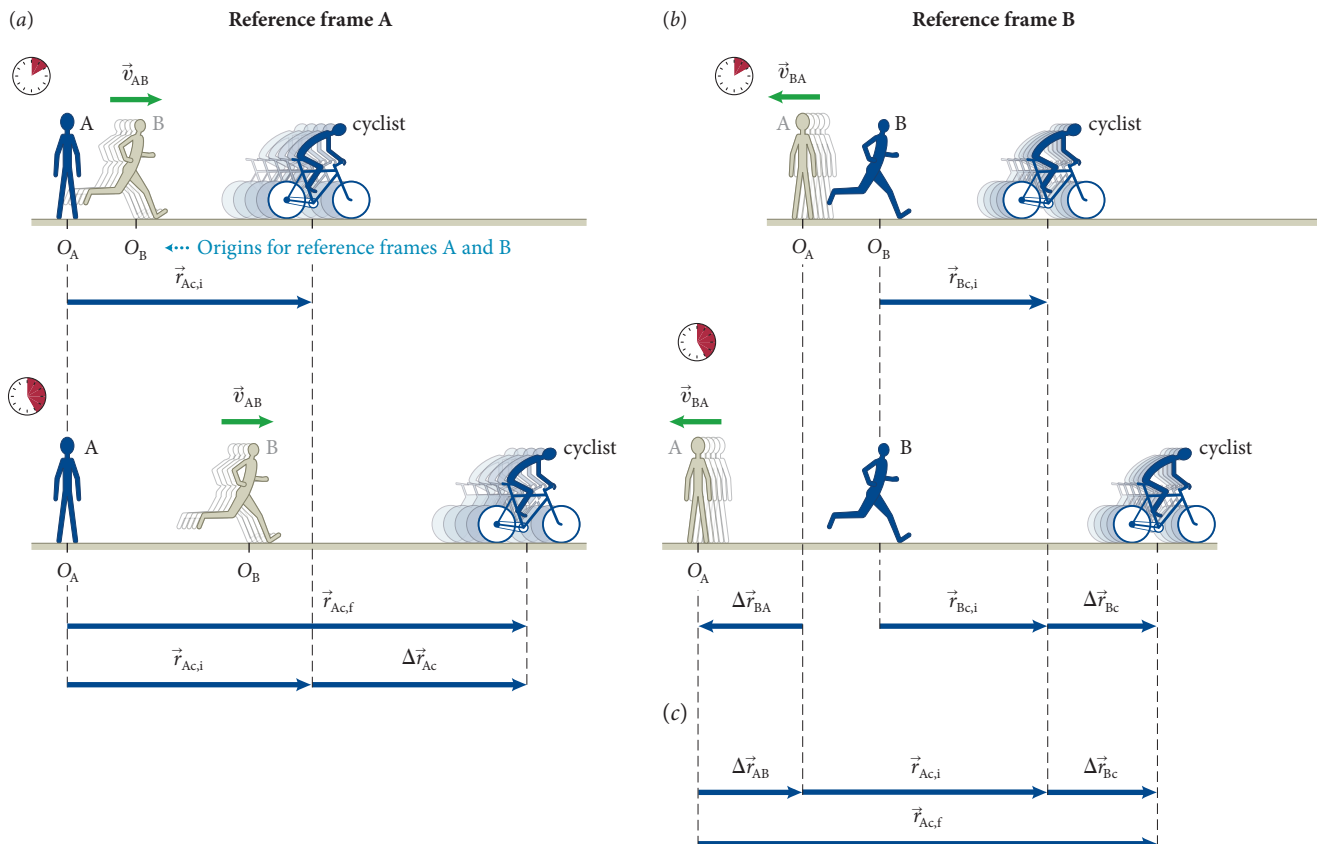 (a) Reference frame A
v⃗AB
A
B
cyclist
OA
OB
Origins for reference frames A and B
r⃗Ac,i
v⃗AB
A
B
cyclist
OA
OB
r⃗Ac,f
r⃗Ac,i
Δr⃗Ac
(b) Reference frame B
v⃗BA
A
B
cyclist
OA
OB
r⃗Bc,i
v⃗BA
A
B
cyclist
OA
Δr⃗BA
r⃗Bc,i
Δr⃗Bc
(c)
Δr⃗AB
r⃗Ac,i
Δr⃗Bc
r⃗Ac,f